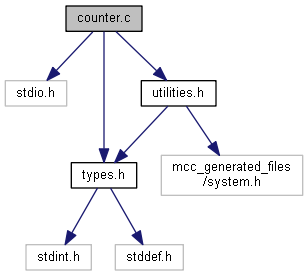 counter.c
stdio.h
utilities.h
mcc_generated_files
/system.h
types.h
stdint.h
stddef.h